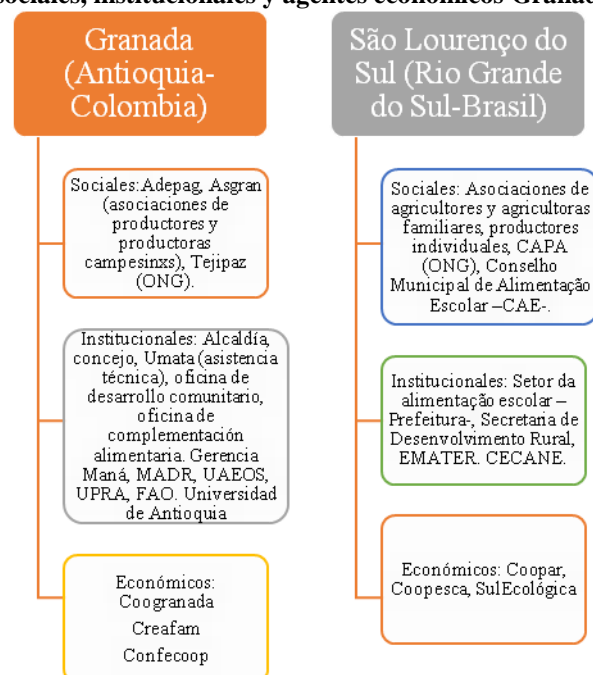 sociales, institucionales y agentes económicos Granad
Granada
(Antioquia-
Colombia)
Sociales:Adepag, Asgran
(asociaciones de
productores y
productoras
campesinxs), Tejipaz
(ONG).
Institucionales: Alcaldía,
concejo, Umata (asistencia
técnica), oficina de
desarrollo comunitario,
oficina de
complementación
alimentaria. Gerencia
Maná, MADR, UAEOS,
UPRA, FAO. Universidad
de Antioquia
Económicos:
Coogranada
Creafam
Confecoop
São Lourenço do
Sul (Rio Grande
do Sul-Brasil)
Sociales: Asociaciones de
agricultores y agricultoras
familiares, productores
individuales, CAPA
(ONG), Conselho
Municipal de Alimentação
Escolar –CAE-.
Institucionales: Setor da
alimentação escolar –
Prefeitura-, Secretaria de
Desenvolvimento Rural,
EMATER. CECANE.
Económicos: Coopar,
Coopesca, SulEcológica